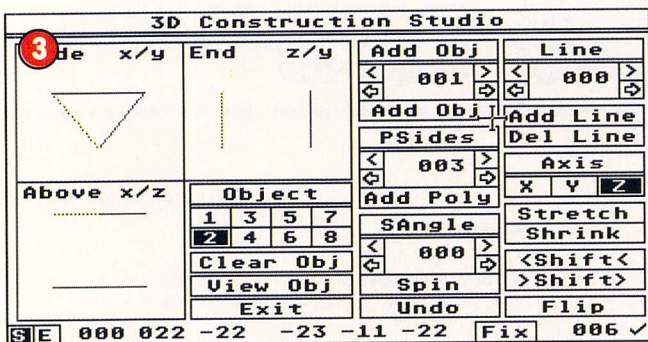 3D Construction Studio
3
de x/y
End z/y
Above x/z
Object
1 3 5 7
2 4 6 8
Clear Obj
View Obj
Exit
Add Obj
< 001 >
Add Obj
PSides
< 003 >
Add Poly
SAngle
< 000 >
Spin
Undo
Line
< 000 >
Add Line
Del Line
Axis
X Y Z
Stretch
Shrink
<Shift<
>Shift>
Flip
S E 000 022 -22 -23 -11 -22 Fix 006 ✓